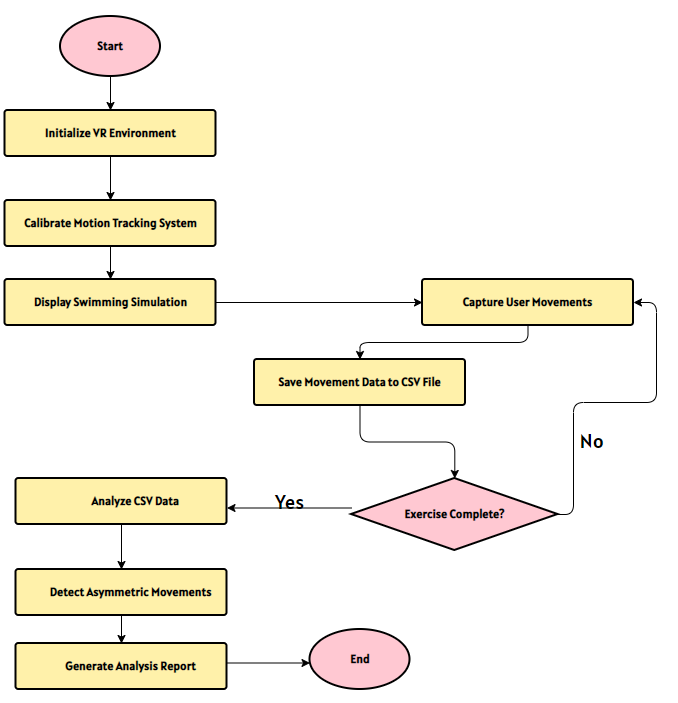 Start
Initialize VR Environment
Calibrate Motion Tracking System
Display Swimming Simulation
Capture User Movements
Save Movement Data to CSV File
No
Exercise Complete?
Yes
Analyze CSV Data
Detect Asymmetric Movements
Generate Analysis Report
End